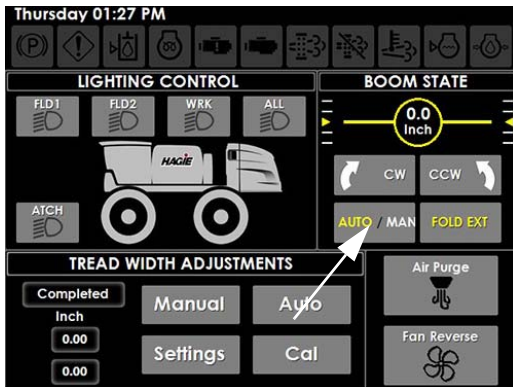 Thursday 01:27 PM
P
LIGHTING CONTROL
FLD1 FLD2 WRK ALL
HAGIE
ATCH
BOOM STATE
0.0
Inch
CW CCW
AUTO / MAN FOLD EXT
TREAD WIDTH ADJUSTMENTS
Completed
Inch
0.00
0.00
Manual Auto
Settings Cal
Air Purge
Fan Reverse